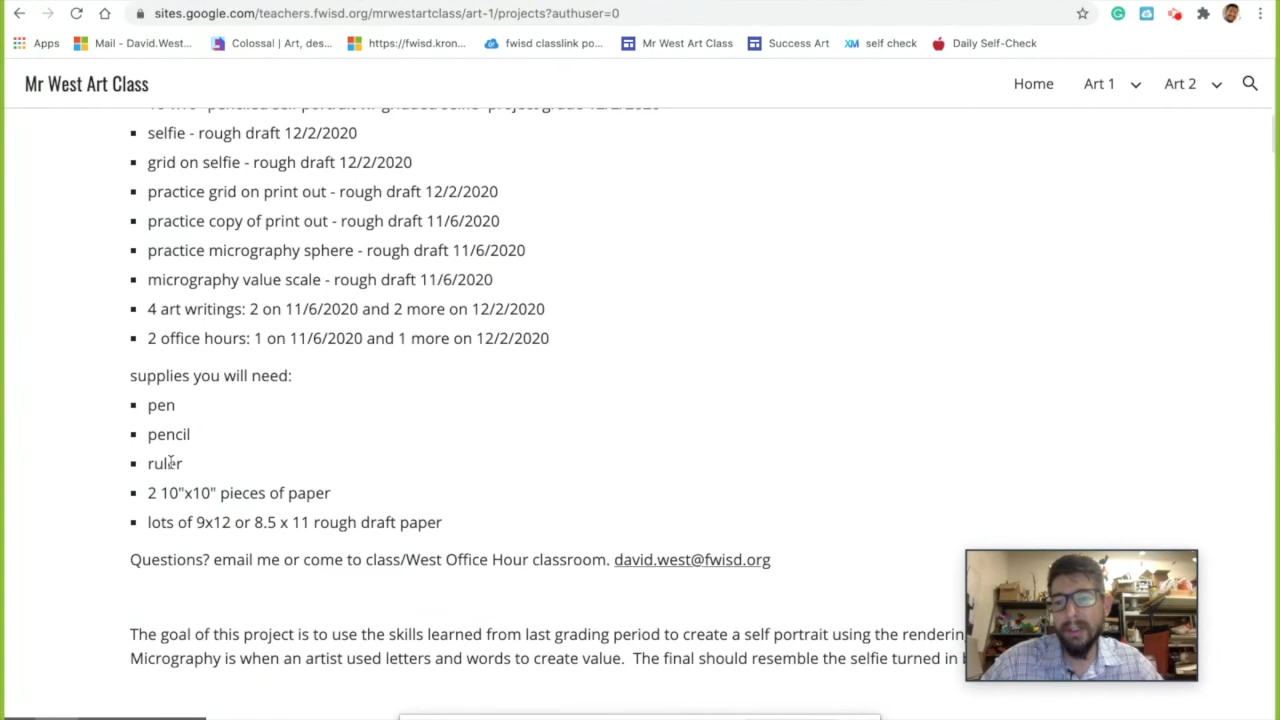 sites.google.com/teachers.fwisd.org/mrwestartclass/art-1/projects?authuser=0
Apps Mail - David.West... Colossal | Art, des... https://fwisd.kron... fwisd classlink po... Mr West Art Class Success Art XM self check Daily Self-Check
Mr West Art Class Home Art 1 Art 2
selfie - rough draft 12/2/2020
grid on selfie - rough draft 12/2/2020
practice grid on print out - rough draft 12/2/2020
practice copy of print out - rough draft 11/6/2020
practice micrography sphere - rough draft 11/6/2020
micrography value scale - rough draft 11/6/2020
4 art writings: 2 on 11/6/2020 and 2 more on 12/2/2020
2 office hours: 1 on 11/6/2020 and 1 more on 12/2/2020
supplies you will need:
pen
pencil
ruler
2 10"x10" pieces of paper
lots of 9x12 or 8.5 x 11 rough draft paper
Questions? email me or come to class/West Office Hour classroom. david.west@fwisd.org
The goal of this project is to use the skills learned from last grading period to create a self portrait using the renderin
Micrography is when an artist used letters and words to create value. The final should resemble the selfie turned in